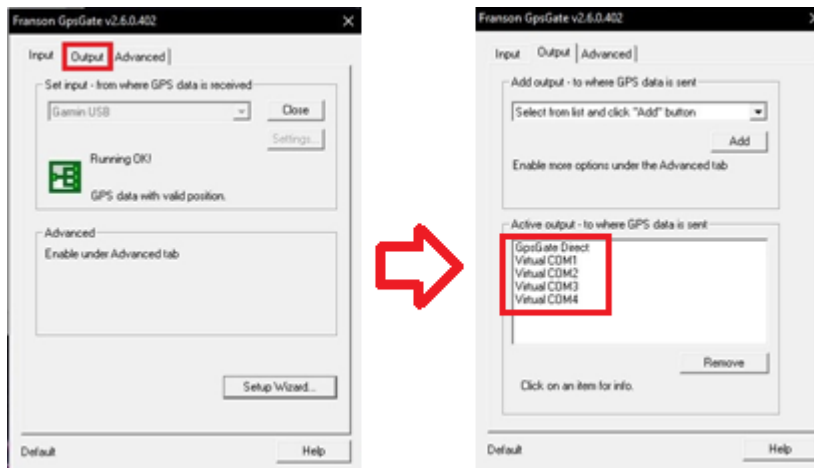 Franson GpsGate v2.6.0.402
Input Output Advanced
Set input - from where GPS data is received
Garmin USB
Close
Settings...
Running OK!
GPS data with valid position.
Advanced
Enable under Advanced tab
Setup Wizard...
Default
Help
Franson GpsGate v2.6.0.402
Input Output Advanced
Add output - to where GPS data is sent
Select from list and click "Add" button
Add
Enable more options under the Advanced tab
Active output - to where GPS data is sent
GpsGate Direct
Virtual COM1
Virtual COM2
Virtual COM3
Virtual COM4
Remove
Click on an item for info.
Default
Help